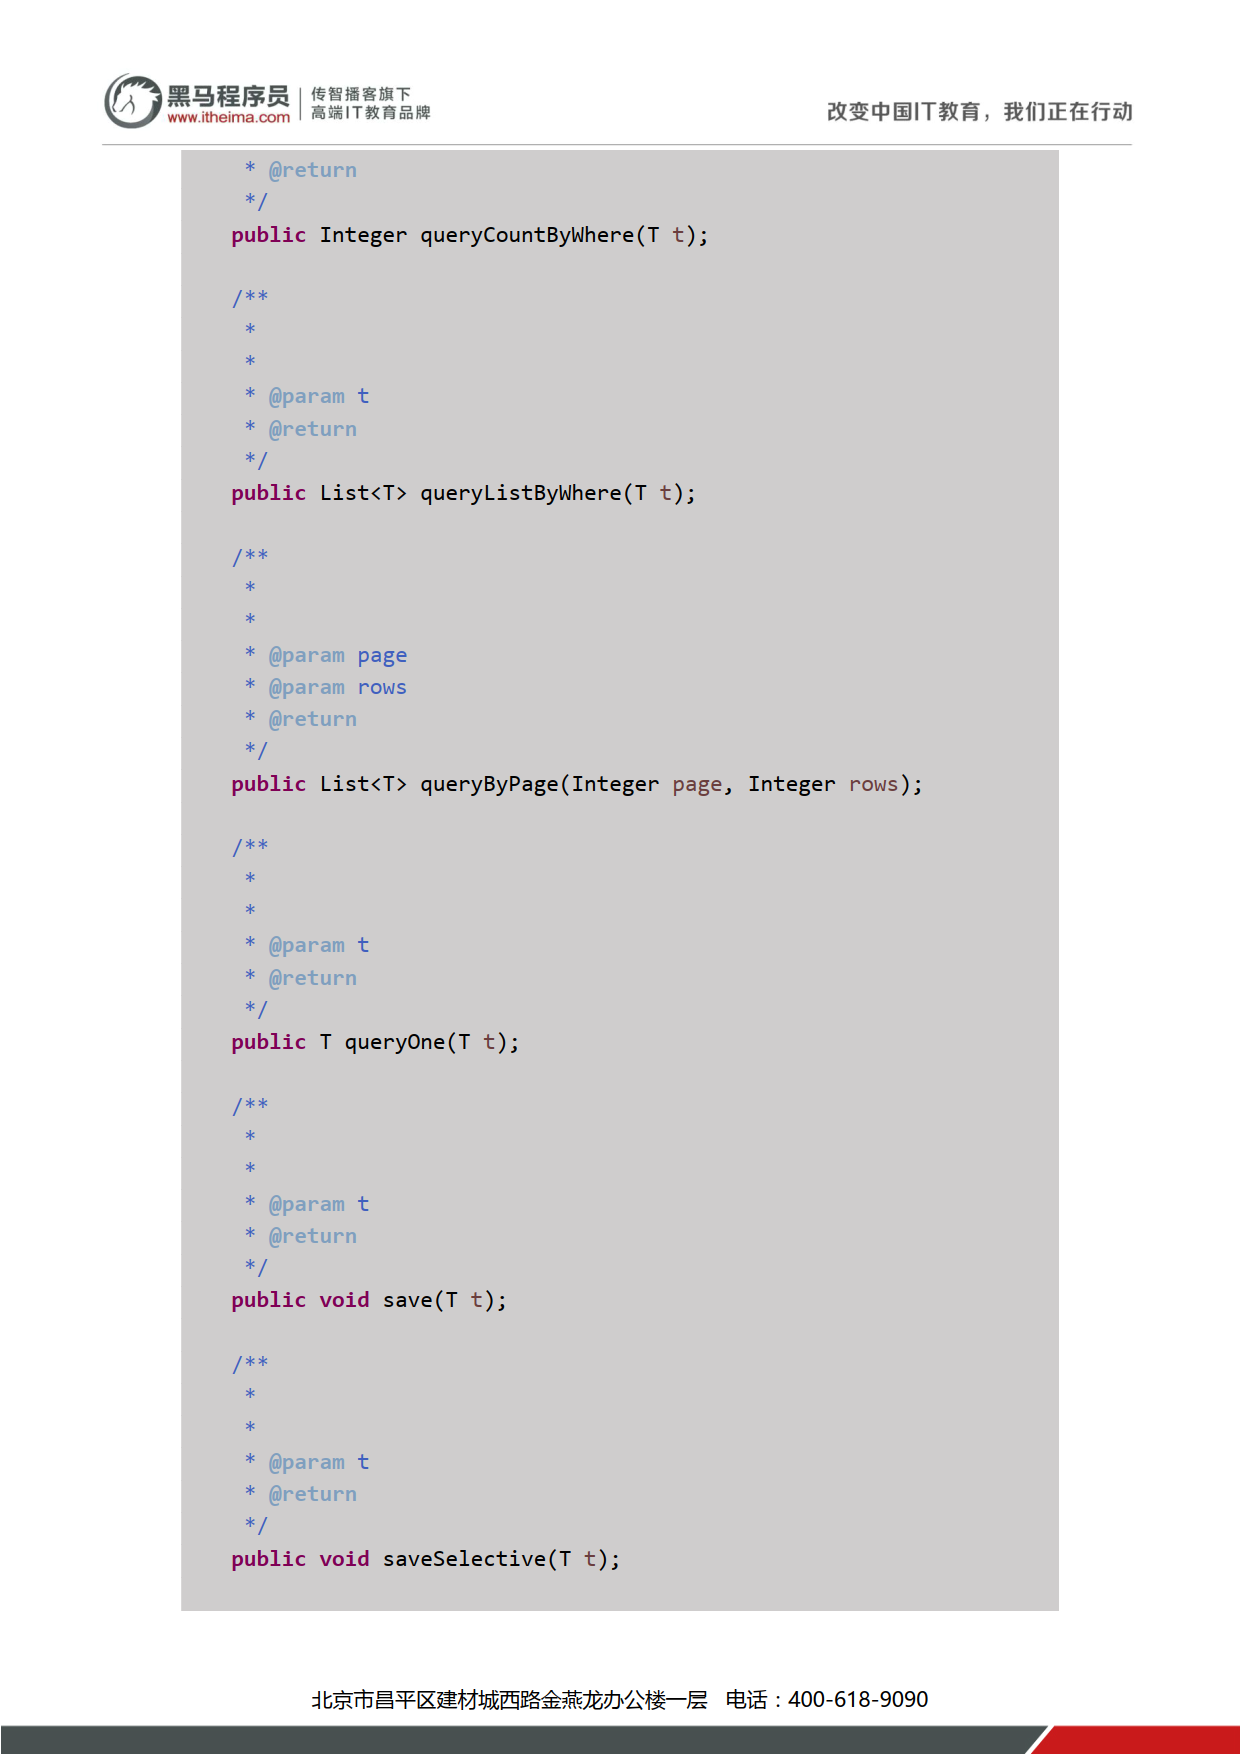 黑马程序员
www.itheima.com
传智播客旗下
高端IT教育品牌
改变中国IT教育，我们正在行动
* @return
*/
public Integer queryCountByWhere(T t);
/**
*
*
* @param t
* @return
*/
public List<T> queryListByWhere(T t);
/**
*
*
* @param page
* @param rows
* @return
*/
public List<T> queryByPage(Integer page, Integer rows);
/**
*
*
* @param t
* @return
*/
public T queryOne(T t);
/**
*
*
* @param t
* @return
*/
public void save(T t);
/**
*
*
* @param t
* @return
*/
public void saveSelective(T t);
北京市昌平区建材城西路金燕龙办公楼一层 电话：400-618-9090